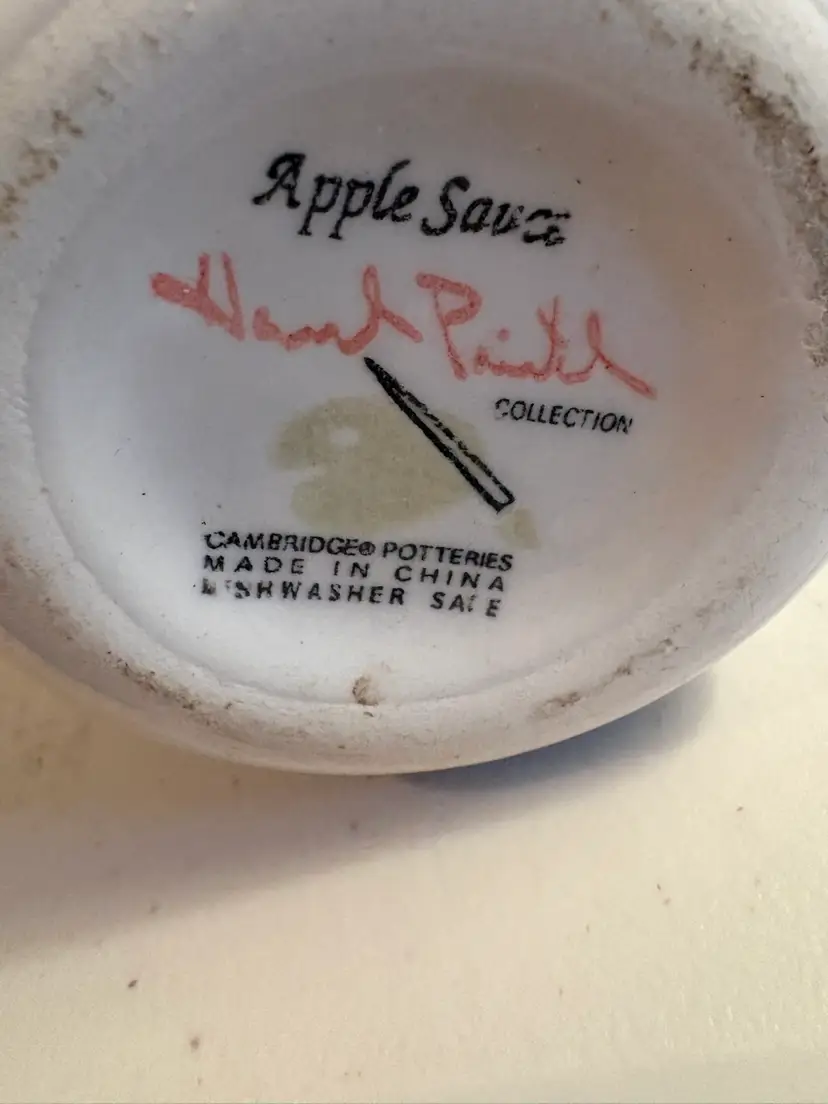 Apple Sauce
Hand Painted
COLLECTION
CAMBRIDGE® POTTERIES
MADE IN CHINA
DISHWASHER SAFE